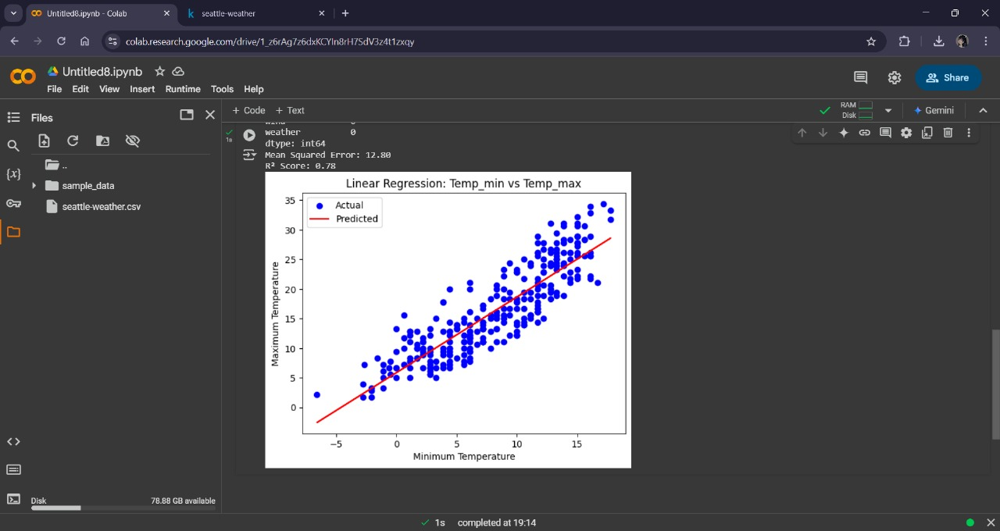 Untitled8.ipynb - Colab
seattle-weather
colab.research.google.com/drive/1_z6rAg7z6dxKCYIn8rH7SdV3z4t1zxqy
Untitled8.ipynb
File Edit View Insert Runtime Tools Help
Share
Files
+ Code + Text
RAM
Disk
Gemini
..
sample_data
seattle-weather.csv
Disk
78.88 GB available
1s
wind 0
weather 0
dtype: int64
Mean Squared Error: 12.80
R² Score: 0.78
Linear Regression: Temp_min vs Temp_max
Actual
Predicted
Maximum Temperature
35
30
25
20
15
10
5
0
−5 0 5 10 15
Minimum Temperature
1s completed at 19:14